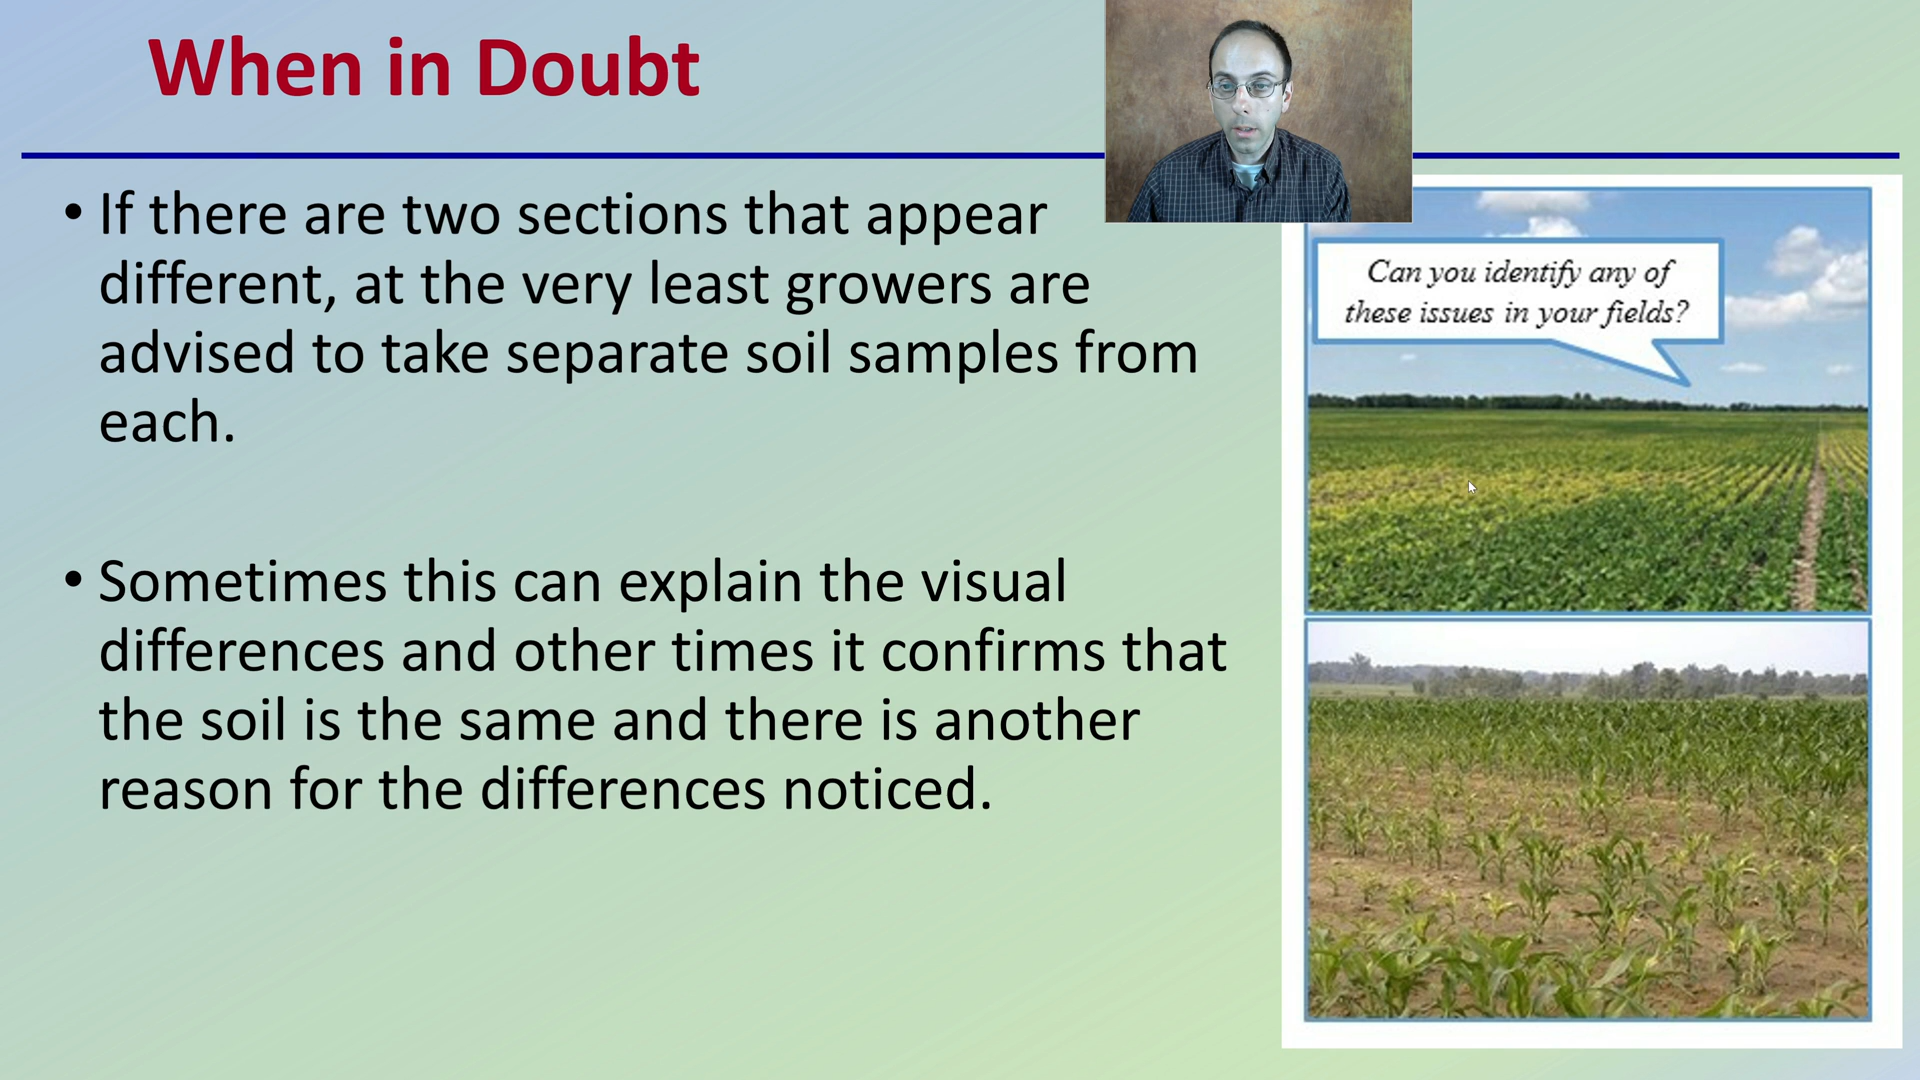 When in Doubt
• If there are two sections that appear
different, at the very least growers are
advised to take separate soil samples from
each.
• Sometimes this can explain the visual
differences and other times it confirms that
the soil is the same and there is another
reason for the differences noticed.
Can you identify any of
these issues in your fields?